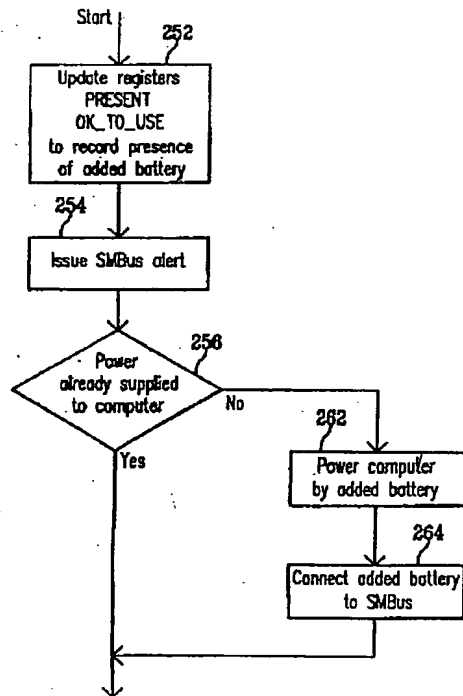 Start
252
Update registers
PRESENT
OK_TO_USE
to record presence
of added battery
254
Issue SMBus alert
256
Power
already supplied
to computer
No
Yes
262
Power computer
by added battery
264
Connect added battery
to SMBus